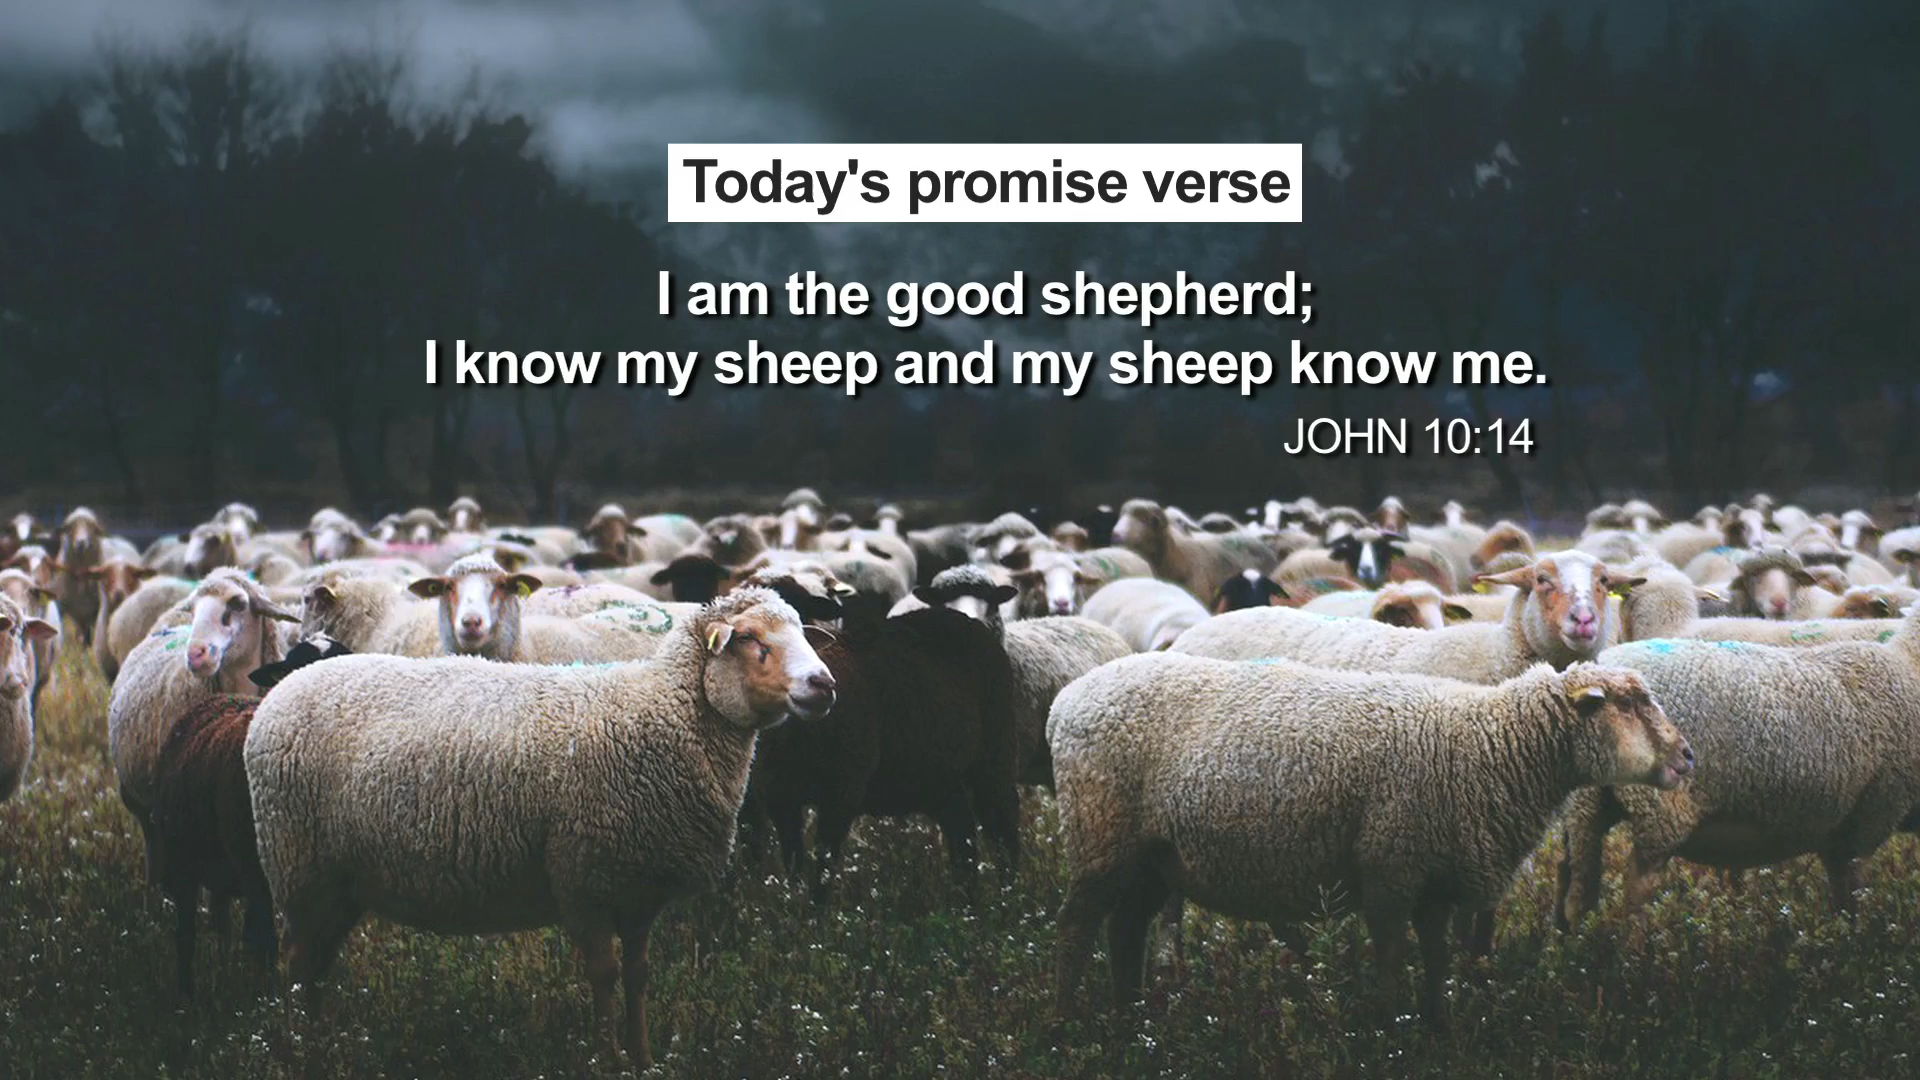 Today's promise verse
I am the good shepherd;
I know my sheep and my sheep know me.
JOHN 10:14